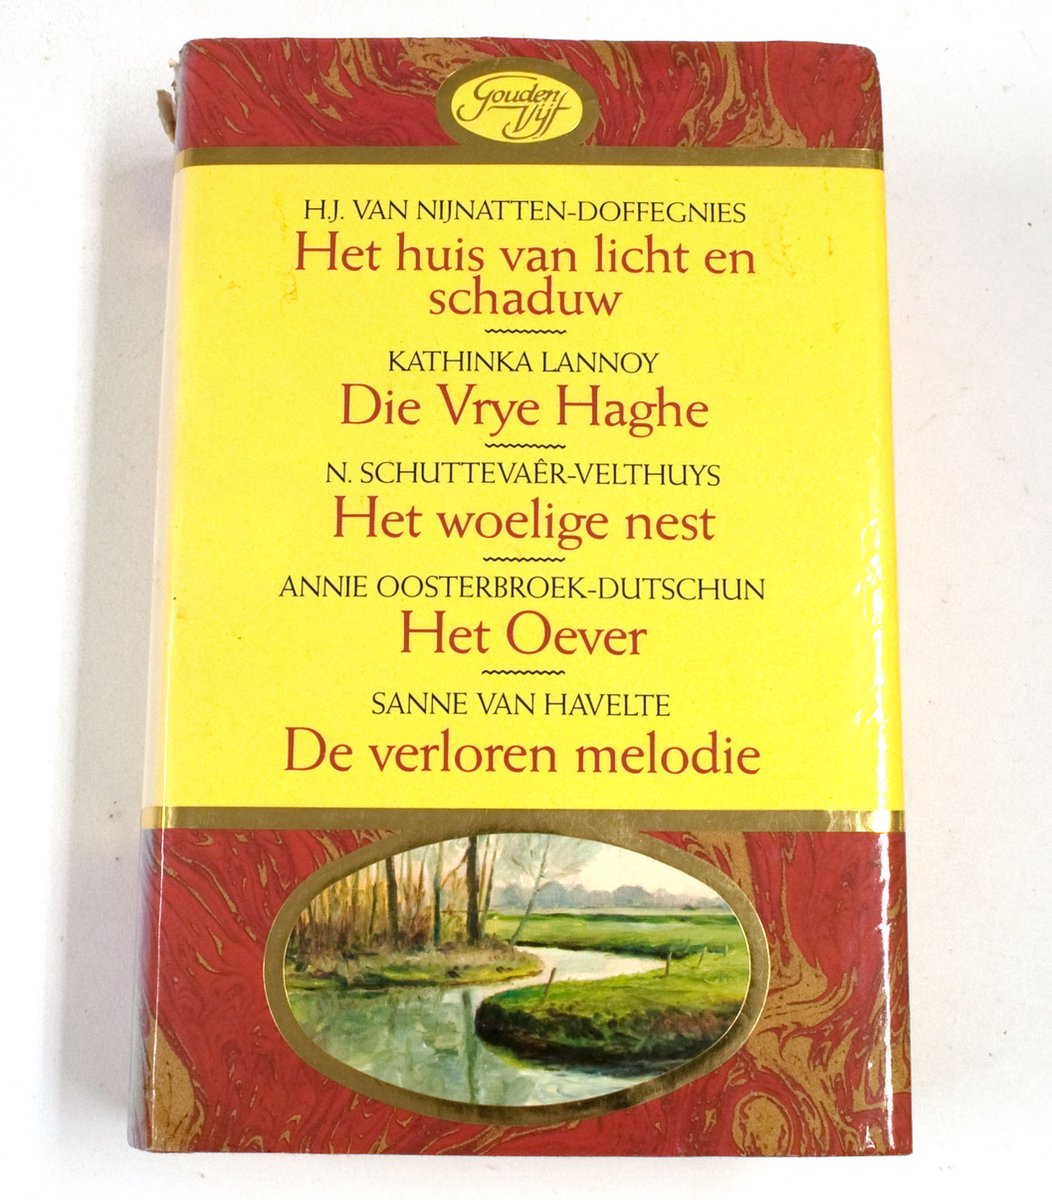 Gouden
Vijf
H.J. VAN NIJNATTEN-DOFFEGNIES
Het huis van licht en
schaduw
KATHINKA LANNOY
Die Vrye Haghe
N. SCHUTTEVAÊR-VELTHUYS
Het woelige nest
ANNIE OOSTERBROEK-DUTSCHUN
Het Oever
SANNE VAN HAVELTE
De verloren melodie